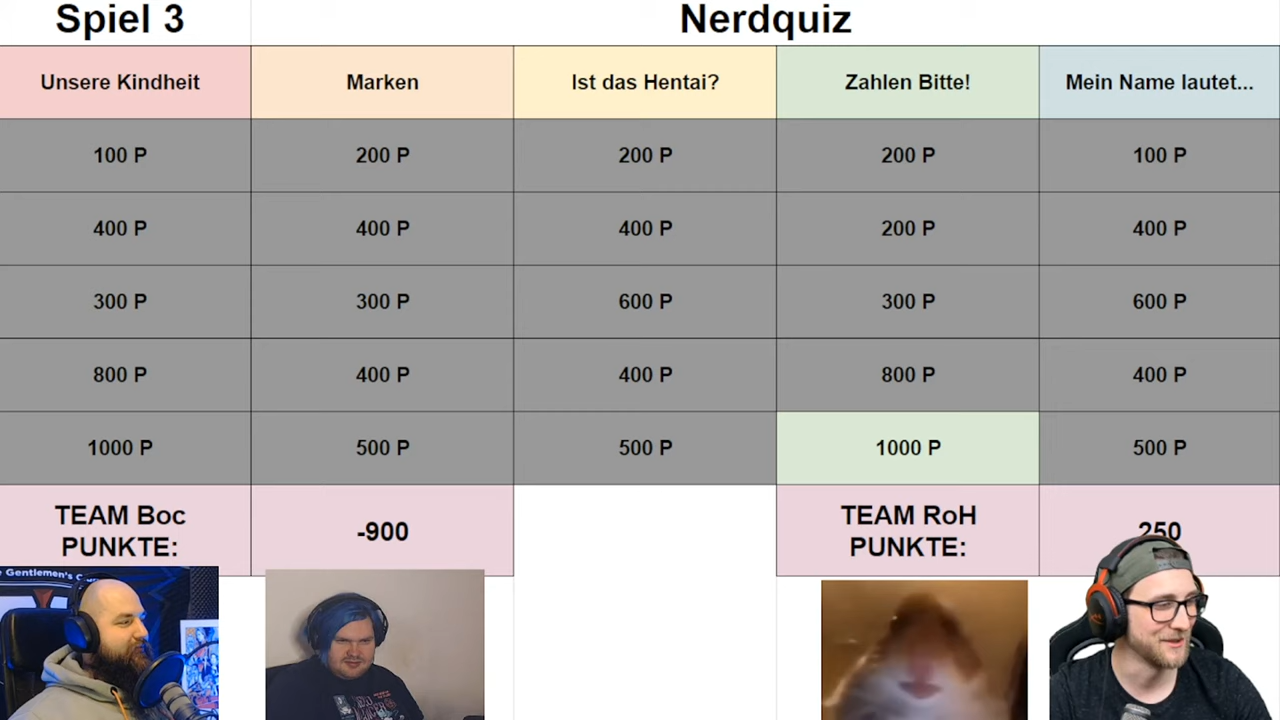 Spiel 3
Nerdquiz
Unsere Kindheit
Marken
Ist das Hentai?
Zahlen Bitte!
Mein Name lautet...
100 P
200 P
200 P
200 P
100 P
400 P
400 P
400 P
200 P
400 P
300 P
300 P
600 P
300 P
600 P
800 P
400 P
400 P
800 P
400 P
1000 P
500 P
500 P
1000 P
500 P
TEAM Boc
PUNKTE:
-900
TEAM RoH
PUNKTE:
250
Gentlemen's